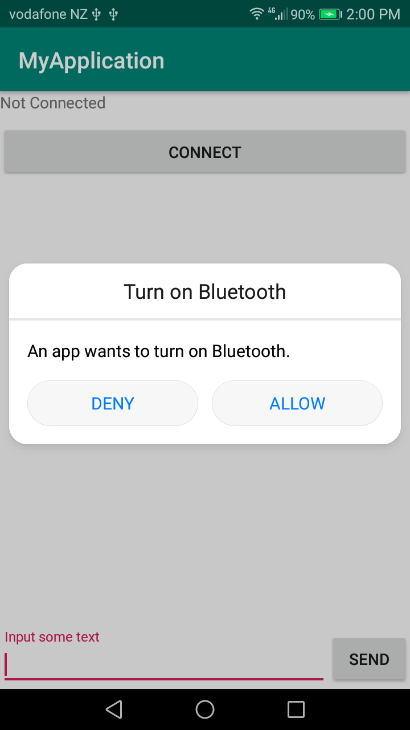 vodafone NZ 4G 90% 2:00 PM
MyApplication
Not Connected
CONNECT
Turn on Bluetooth
An app wants to turn on Bluetooth.
DENY ALLOW
Input some text
SEND